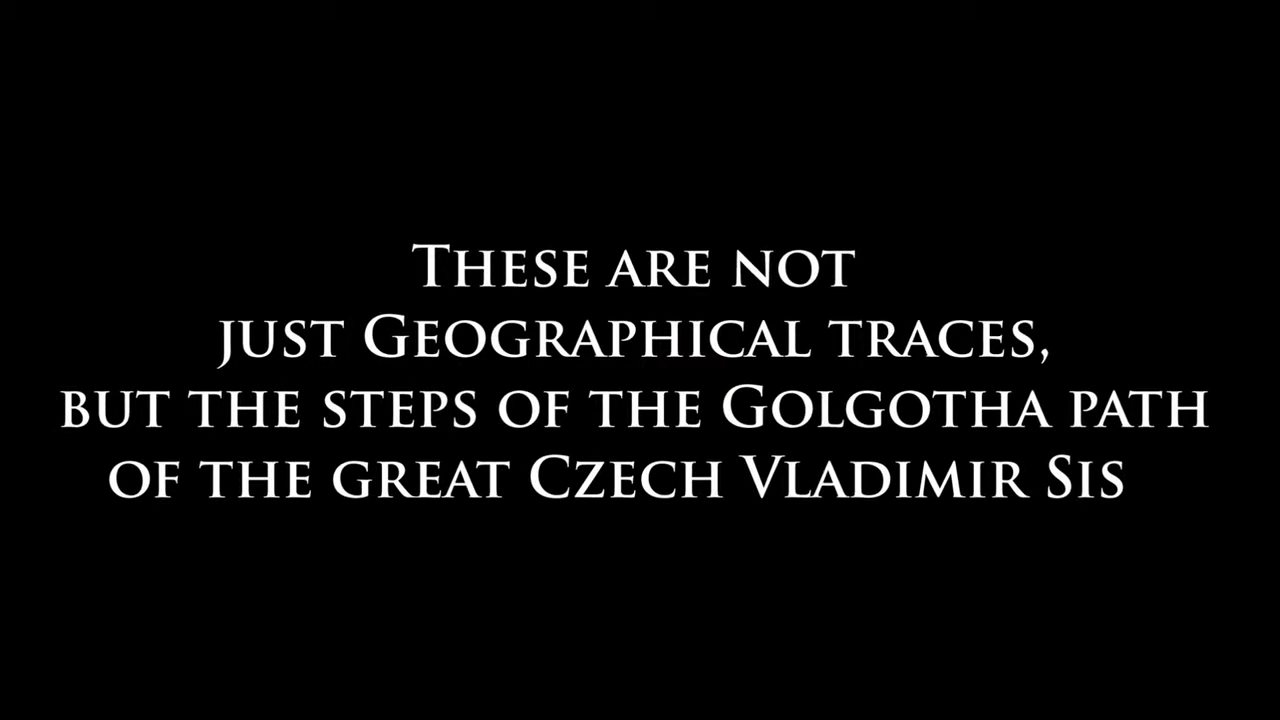 These are not
just Geographical traces,
but the steps of the Golgotha path
of the great Czech Vladimir Sis